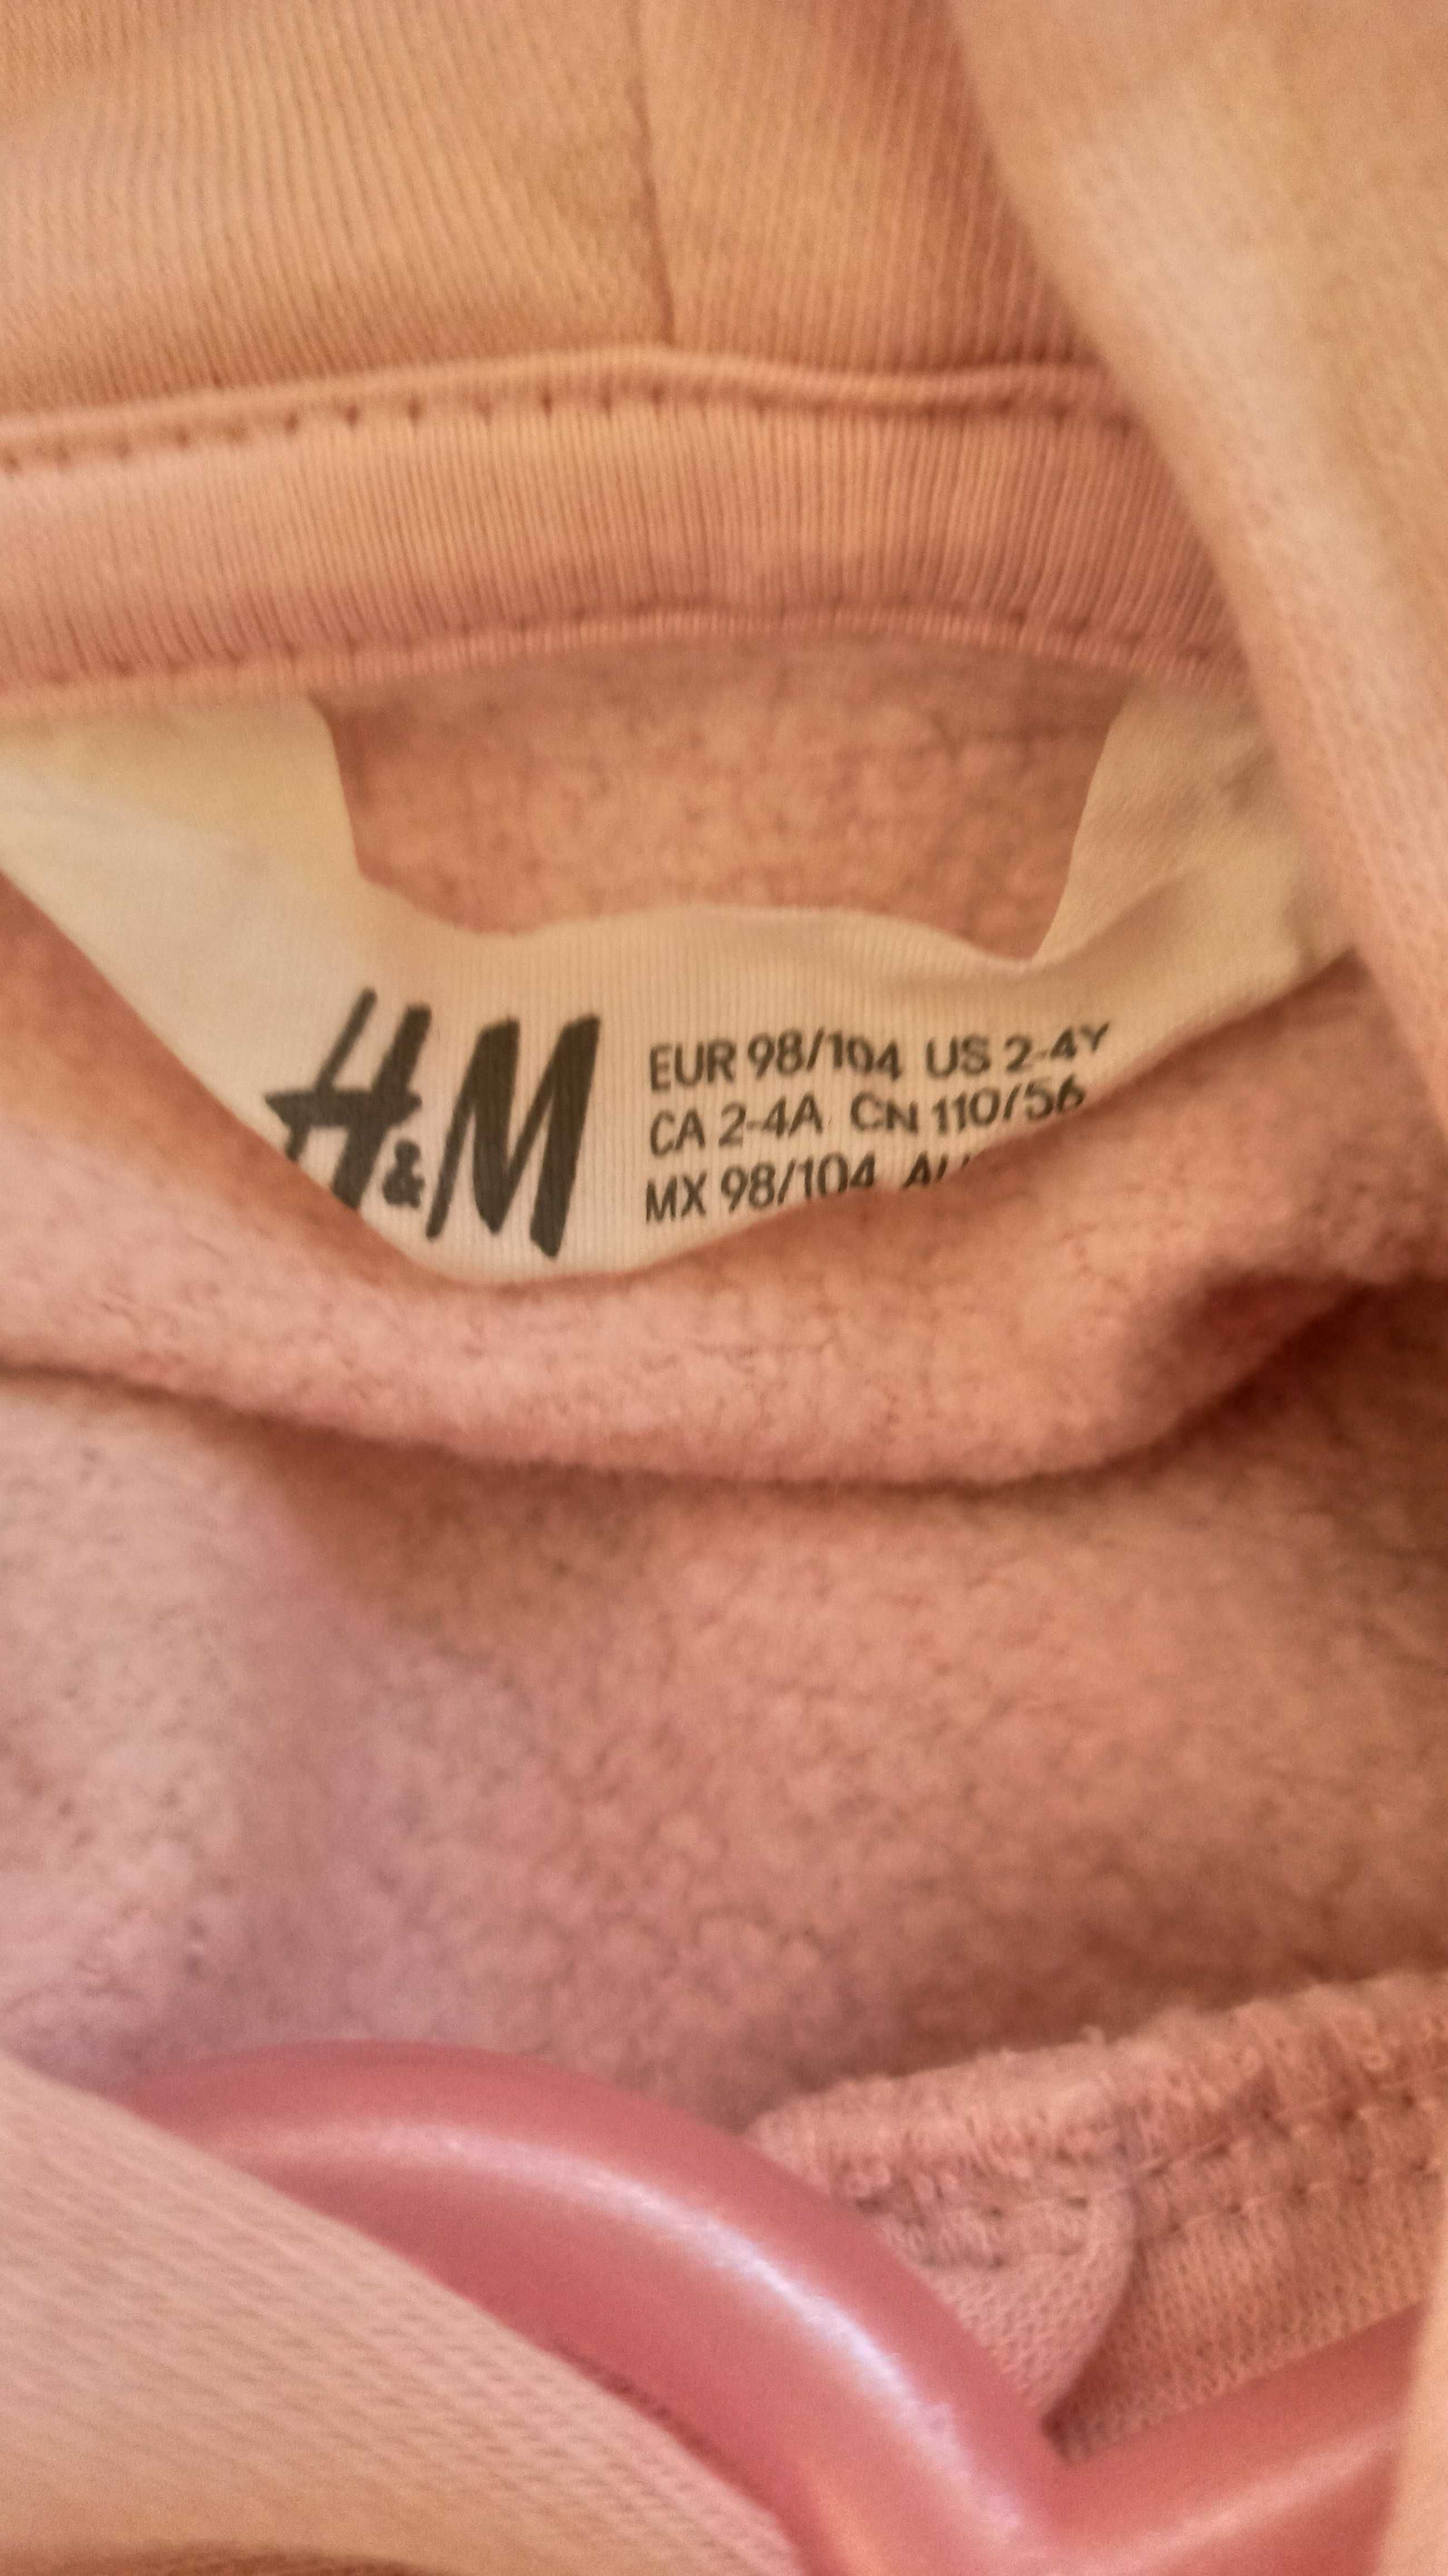 H&M
EUR 98/104 US 2-4Y
CA 2-4A CN 110/56
MX 98/104